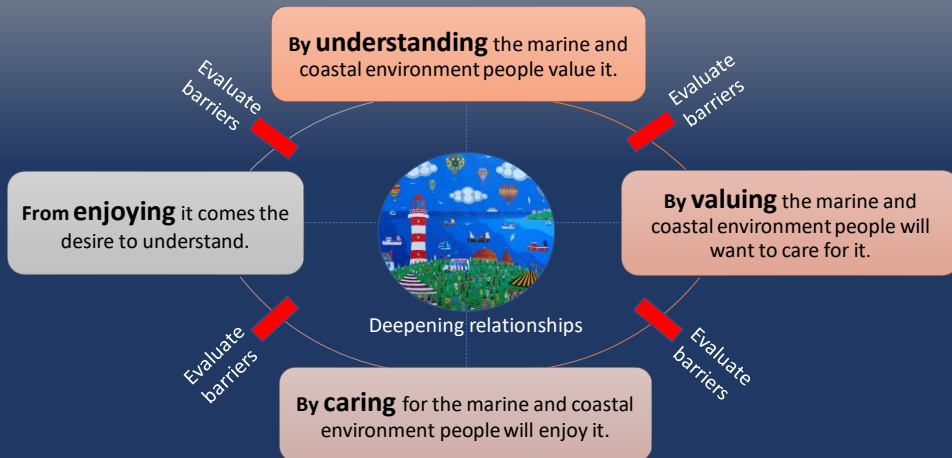 By understanding the marine and
coastal environment people value it.
Evaluate
barriers
Evaluate
barriers
From enjoying it comes the
desire to understand.
By valuing the marine and
coastal environment people will
want to care for it.
Deepening relationships
Evaluate
barriers
Evaluate
barriers
By caring for the marine and coastal
environment people will enjoy it.